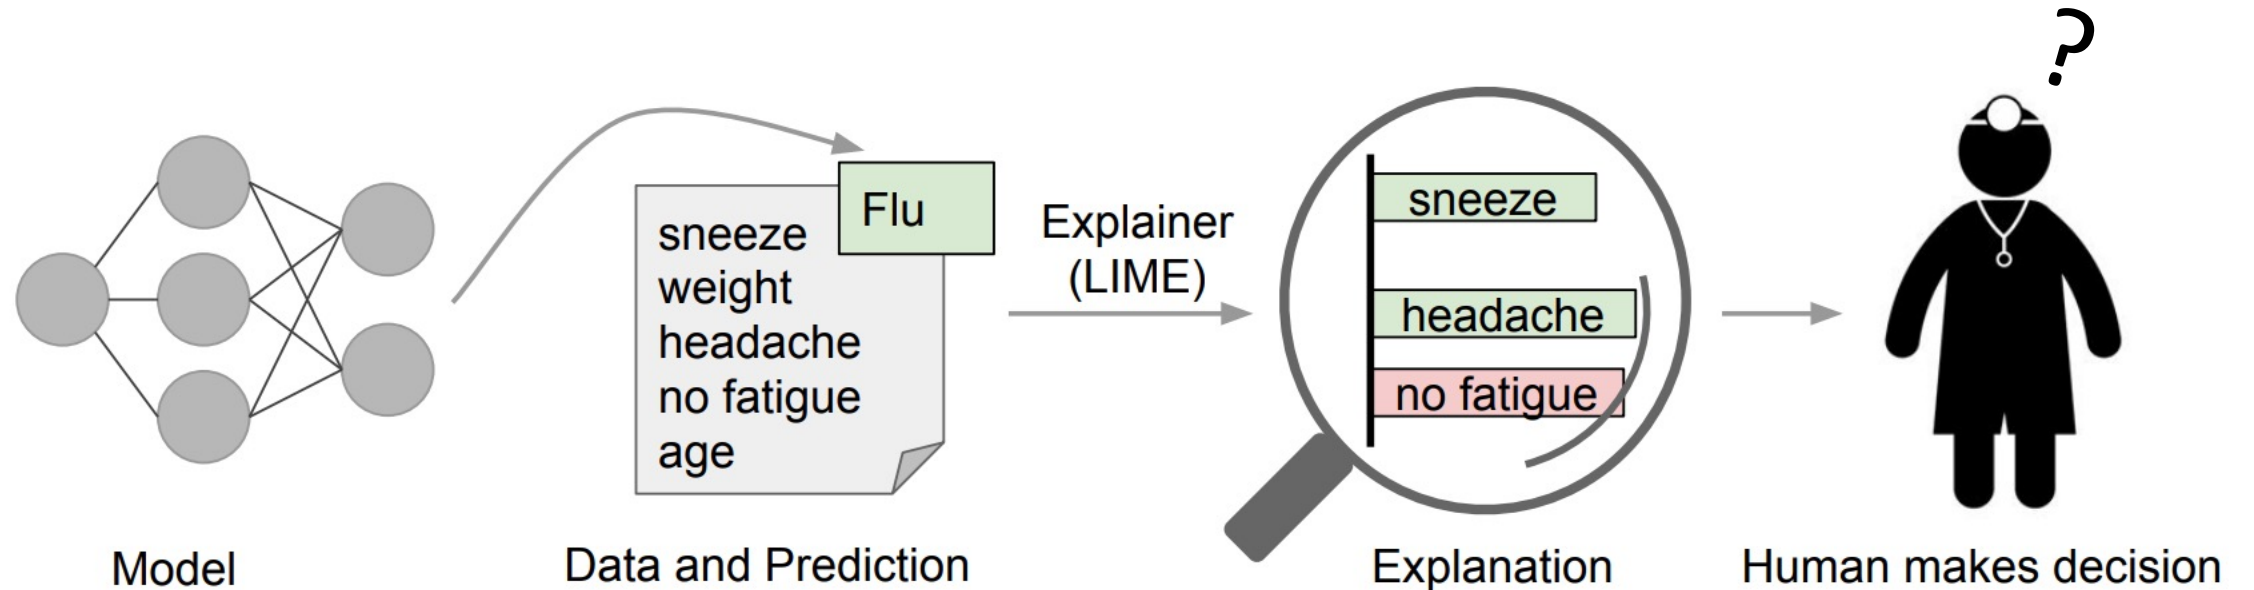 ?
Flu
sneeze
weight
headache
no fatigue
age
Explainer
(LIME)
sneeze
headache
no fatigue
Model
Data and Prediction
Explanation
Human makes decision